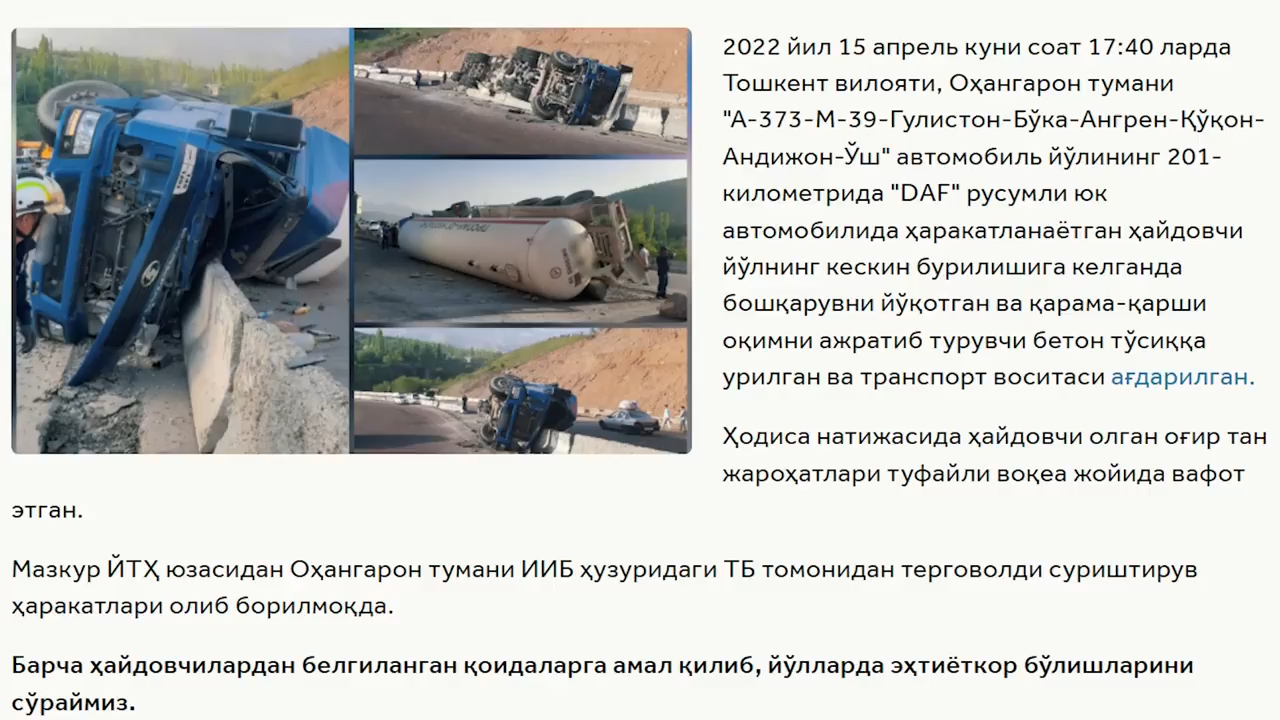 2022 йил 15 апрель куни соат 17:40 ларда
Тошкент вилояти, Оҳангарон тумани
"А-373-М-39-Гулистон-Бўка-Ангрен-Қўқон-
Андижон-Ўш" автомобиль йўлининг 201-
километрида "DAF" русумли юк
автомобилида ҳаракатланаётган ҳайдовчи
йўлнинг кескин бурилишига келганда
бошқарувни йўқотган ва қарама-қарши
оқимни ажратиб турувчи бетон тўсиққа
урилган ва транспорт воситаси ағдарилган.
Ҳодиса натижасида ҳайдовчи олган оғир тан
жароҳатлари туфайли воқеа жойида вафот
этган.
Мазкур ЙТҲ юзасидан Оҳангарон тумани ИИБ ҳузуридаги ТБ томонидан терговолди суриштирув
ҳаракатлари олиб борилмоқда.
Барча ҳайдовчилардан белгиланган қоидаларга амал қилиб, йўлларда эҳтиёткор бўлишларини
сўраймиз.